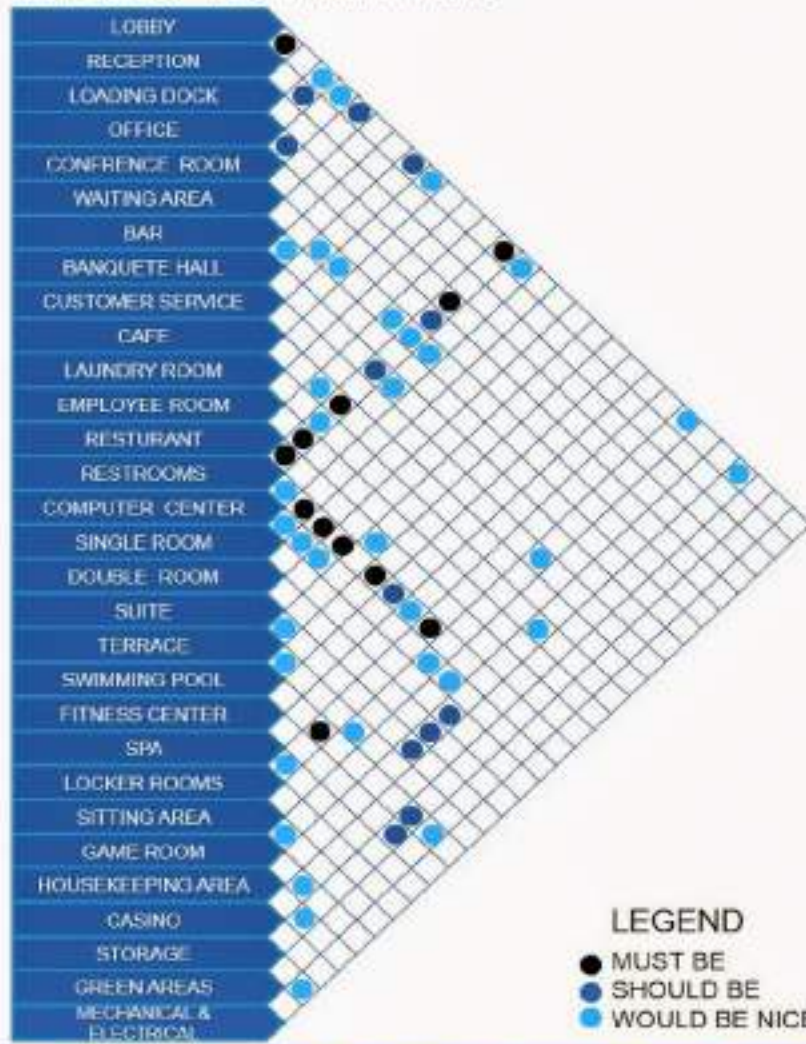 LOBBY
RECEPTION
LOADING DOCK
OFFICE
CONFRENCE ROOM
WAITING AREA
BAR
BANQUETE HALL
CUSTOMER SERVICE
CAFE
LAUNDRY ROOM
EMPLOYEE ROOM
RESTURANT
RESTROOMS
COMPUTER CENTER
SINGLE ROOM
DOUBLE ROOM
SUITE
TERRACE
SWIMMING POOL
FITNESS CENTER
SPA
LOCKER ROOMS
SITTING AREA
GAME ROOM
HOUSEKEEPING AREA
CASINO
STORAGE
GREEN AREAS
MECHANICAL &
ELECTRICAL
LEGEND
MUST BE
SHOULD BE
WOULD BE NICE